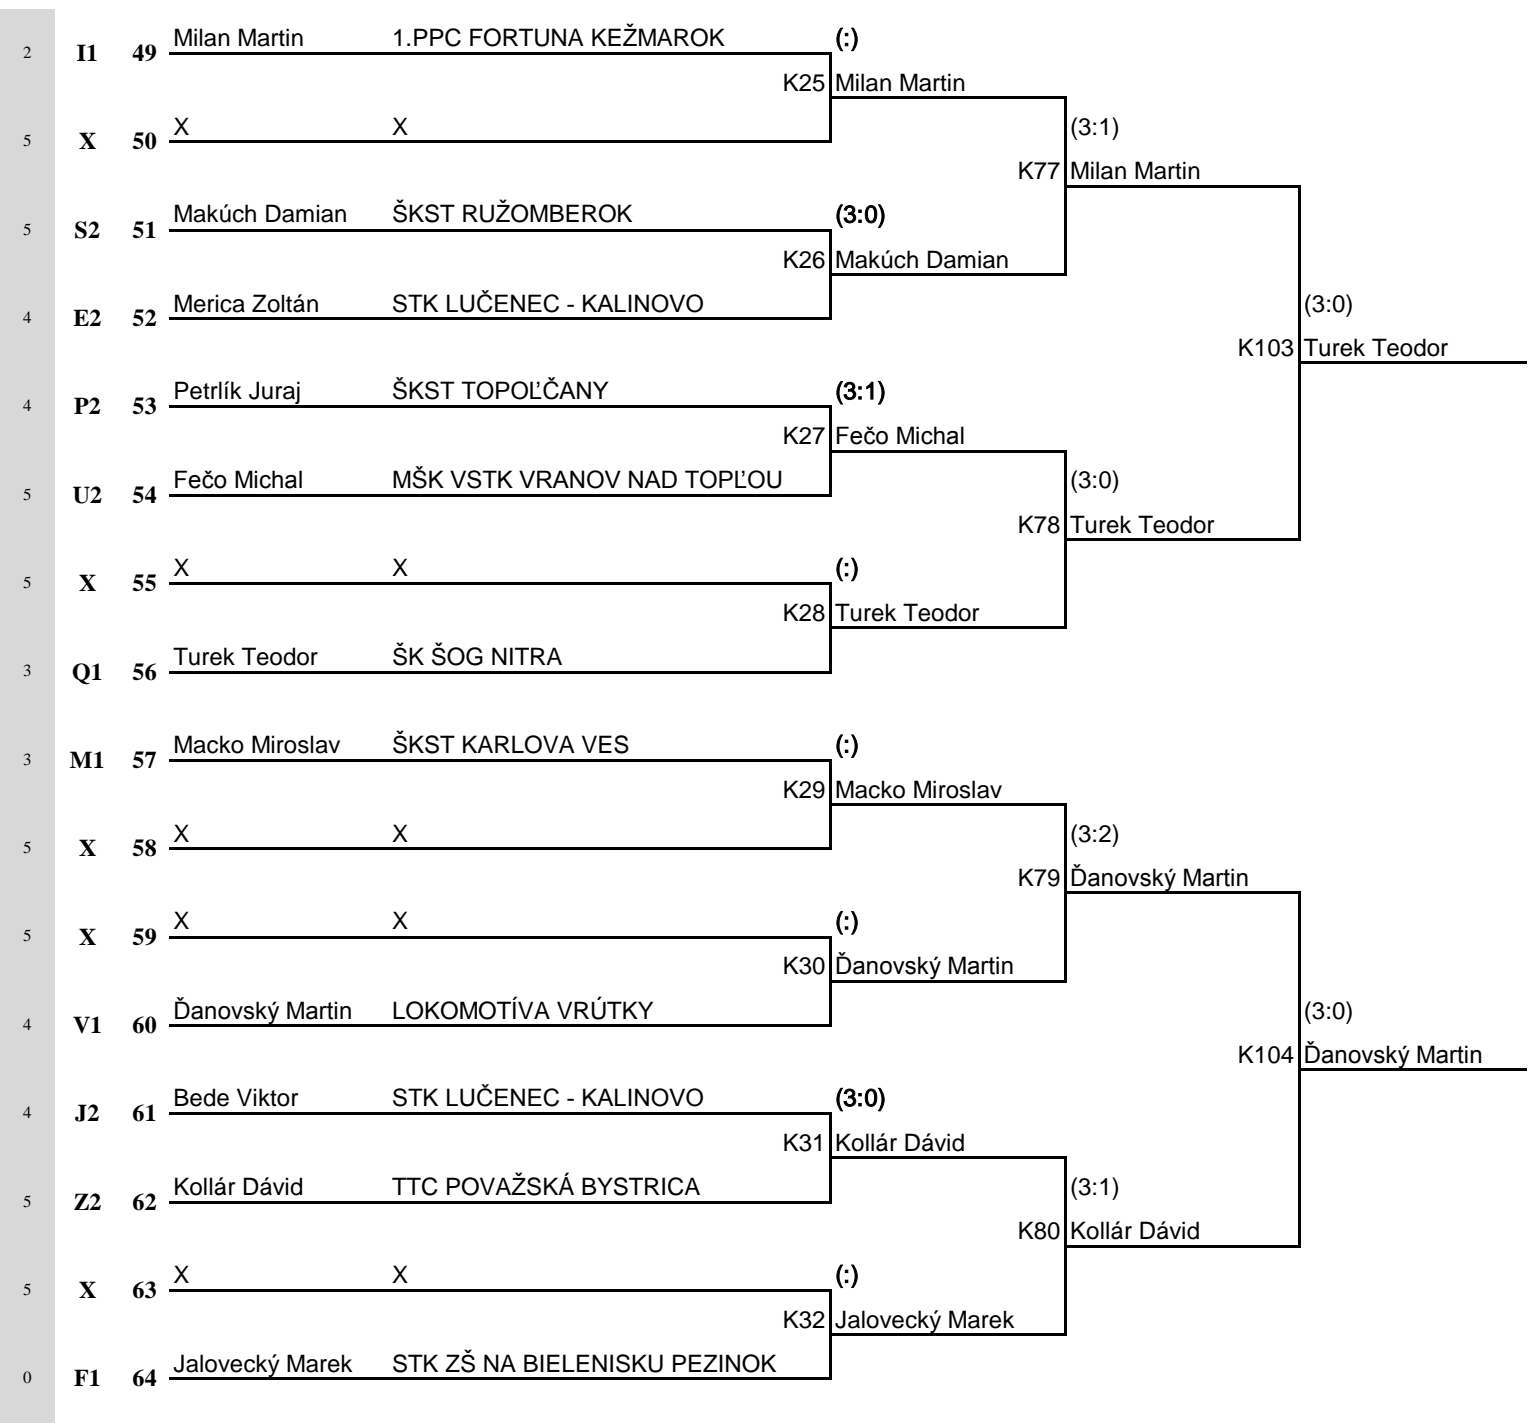 2 I1 49 Milan Martin 1.PPC FORTUNA KEŽMAROK (:)
K25 Milan Martin
5 X 50 X X (3:1)
K77 Milan Martin
5 S2 51 Makúch Damian ŠKST RUŽOMBEROK (3:0)
K26 Makúch Damian
4 E2 52 Merica Zoltán STK LUČENEC - KALINOVO (3:0)
K103 Turek Teodor
4 P2 53 Petrlík Juraj ŠKST TOPOĽČANY (3:1)
K27 Fečo Michal
5 U2 54 Fečo Michal MŠK VSTK VRANOV NAD TOPĽOU (3:0)
K78 Turek Teodor
5 X 55 X X (:)
K28 Turek Teodor
3 Q1 56 Turek Teodor ŠK ŠOG NITRA
3 M1 57 Macko Miroslav ŠKST KARLOVA VES (:)
K29 Macko Miroslav
5 X 58 X X (3:2)
K79 Ďanovský Martin
5 X 59 X X (:)
K30 Ďanovský Martin
4 V1 60 Ďanovský Martin LOKOMOTÍVA VRÚTKY (3:0)
K104 Ďanovský Martin
4 J2 61 Bede Viktor STK LUČENEC - KALINOVO (3:0)
K31 Kollár Dávid
5 Z2 62 Kollár Dávid TTC POVAŽSKÁ BYSTRICA (3:1)
K80 Kollár Dávid
5 X 63 X X (:)
K32 Jalovecký Marek
0 F1 64 Jalovecký Marek STK ZŠ NA BIELENISKU PEZINOK